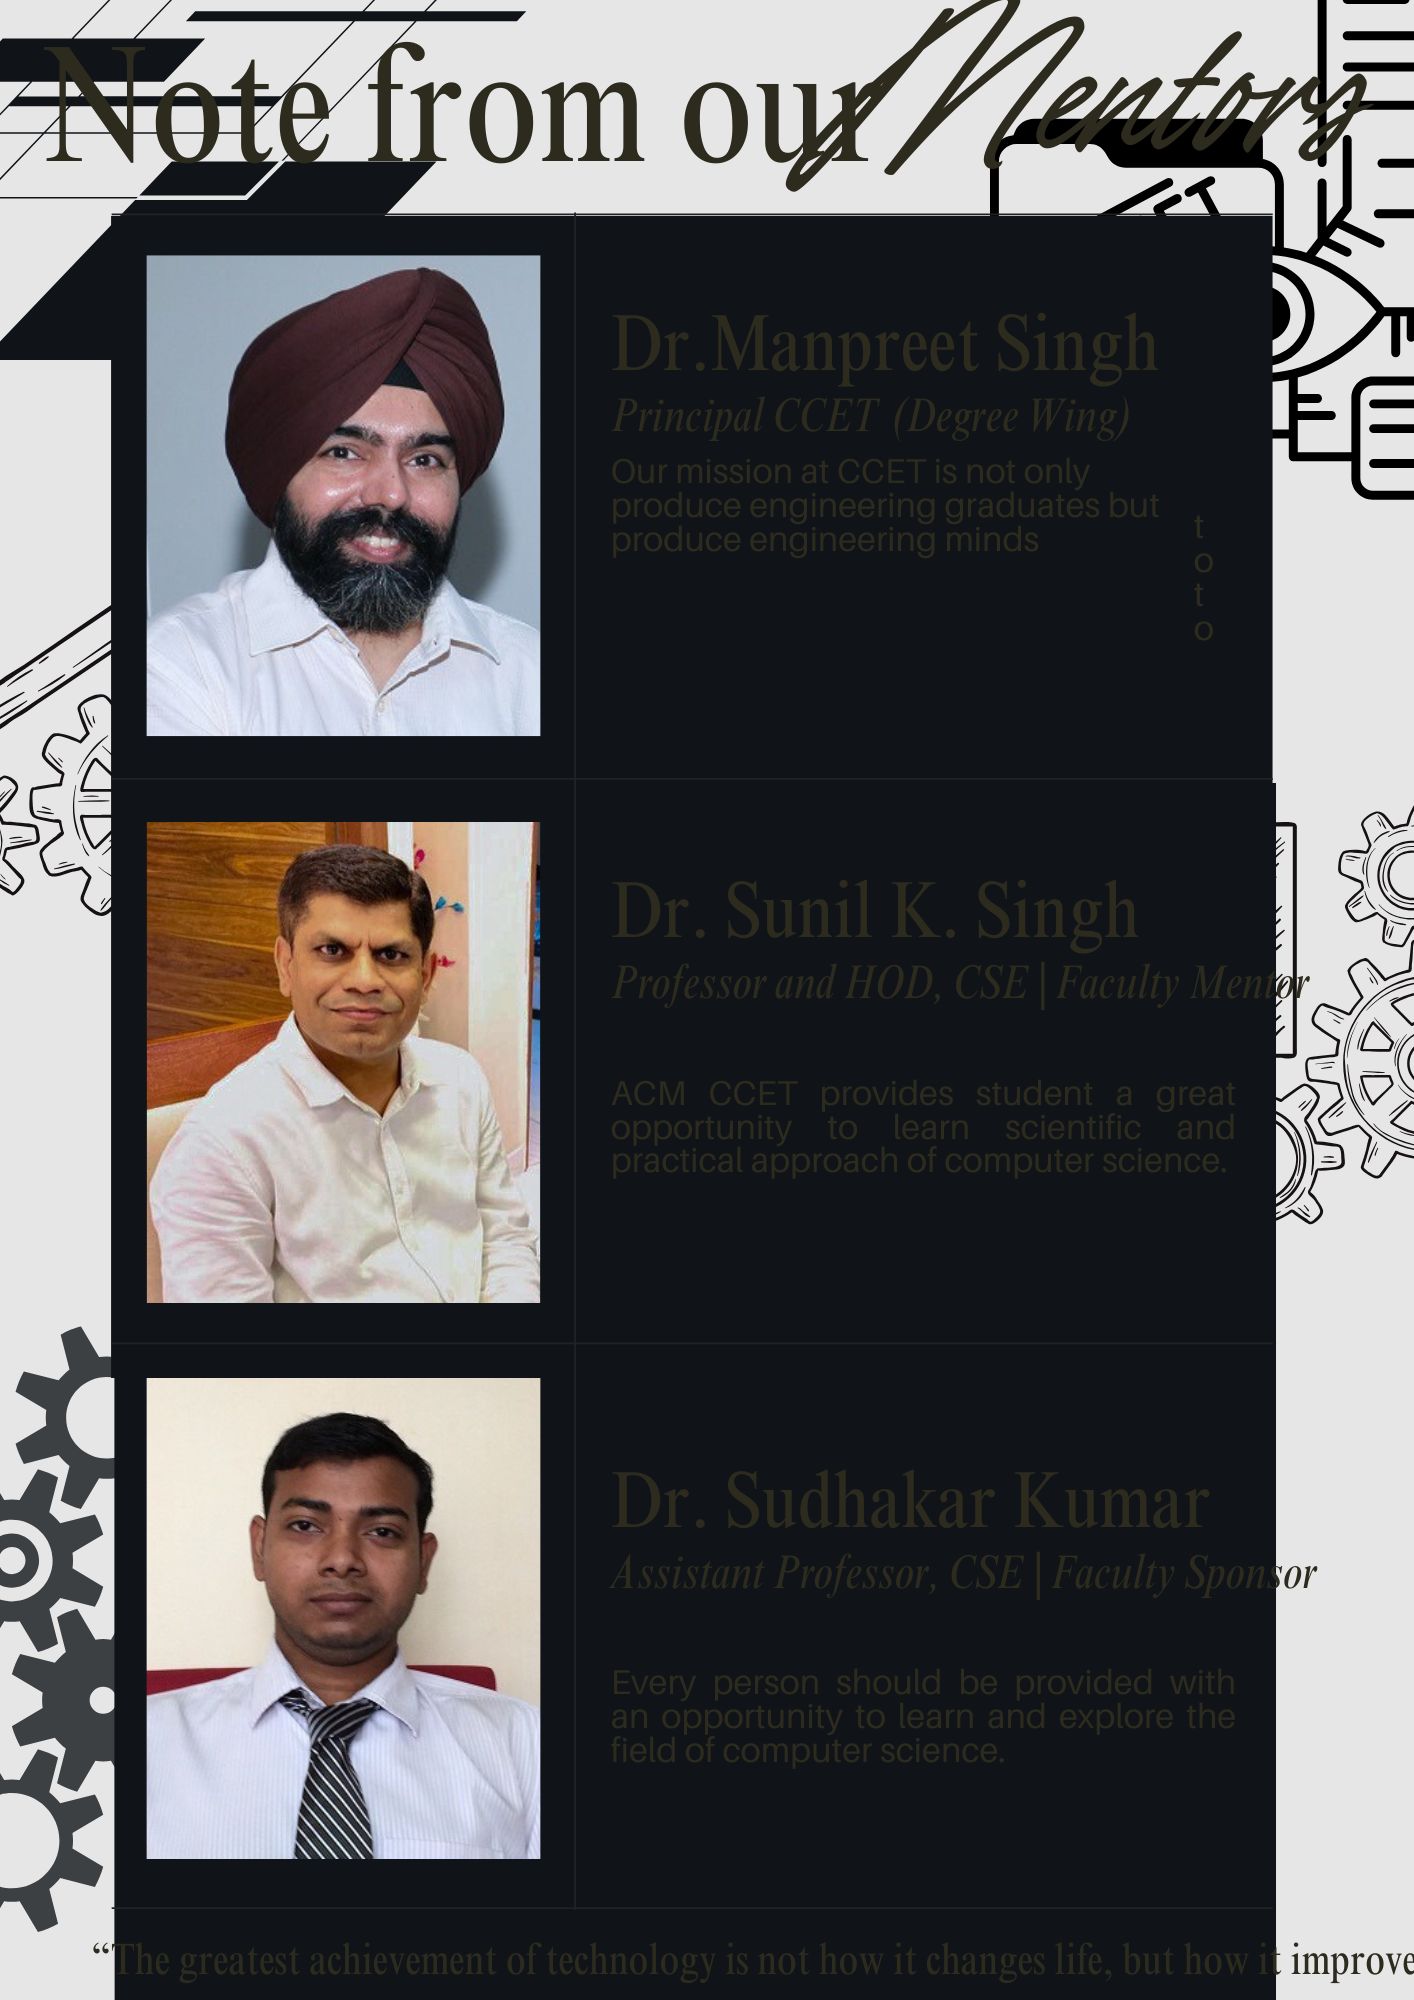 Note from our Mentors
Dr.Manpreet Singh
Principal CCET (Degree Wing)
Our mission at CCET is not only
produce engineering graduates but
produce engineering minds
t
o
t
o
Dr. Sunil K. Singh
Professor and HOD, CSE | Faculty Mentor
ACM CCET provides student a great
opportunity to learn scientific and
practical approach of computer science.
Dr. Sudhakar Kumar
Assistant Professor, CSE | Faculty Sponsor
Every person should be provided with
an opportunity to learn and explore the
field of computer science.
“The greatest achievement of technology is not how it changes life, but how it improve